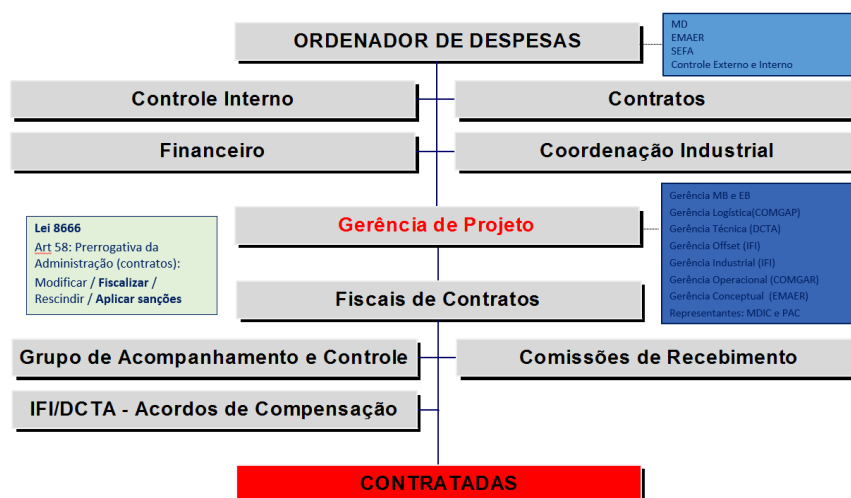 ORDENADOR DE DESPESAS
MD
EMAER
SEFA
Controle Externo e Interno
Controle Interno
Contratos
Financeiro
Coordenação Industrial
Lei 8666
Art 58: Prerrogativa da
Administração (contratos):
Modificar / Fiscalizar /
Rescindir / Aplicar sanções
Gerência de Projeto
Gerência MB e EB
Gerência Logística(COMGAP)
Gerência Técnica (DCTA)
Gerência Offset (IFI)
Gerência Industrial (IFI)
Gerência Operacional (COMGAR)
Gerência Conceptual (EMAER)
Representantes: MDIC e PAC
Fiscais de Contratos
Grupo de Acompanhamento e Controle
Comissões de Recebimento
IFI/DCTA - Acordos de Compensação
CONTRATADAS